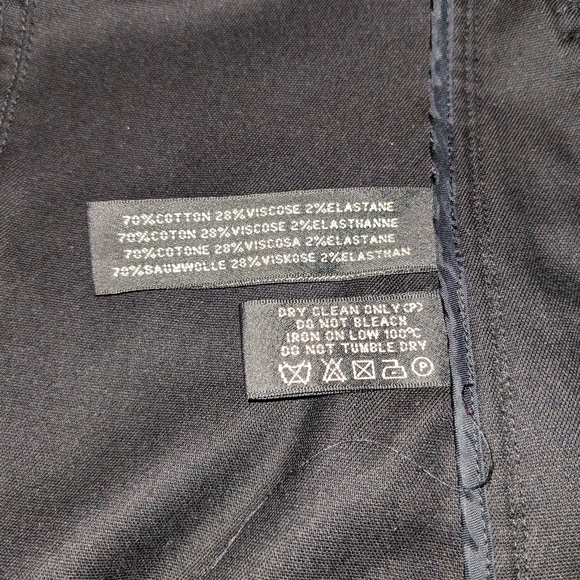 70%COTTON 28%VISCOSE 2%ELASTANE
70%COTON 28%VISCOSE 2%ELASTHANNE
70%COTONE 28%VISCOSA 2%ELASTANE
70%BAUMWOLLE 28%VISKOSE 2%ELASTHAN
DRY CLEAN ONLY (P)
DO NOT BLEACH
IRON ON LOW 100°C
DO NOT TUMBLE DRY
P